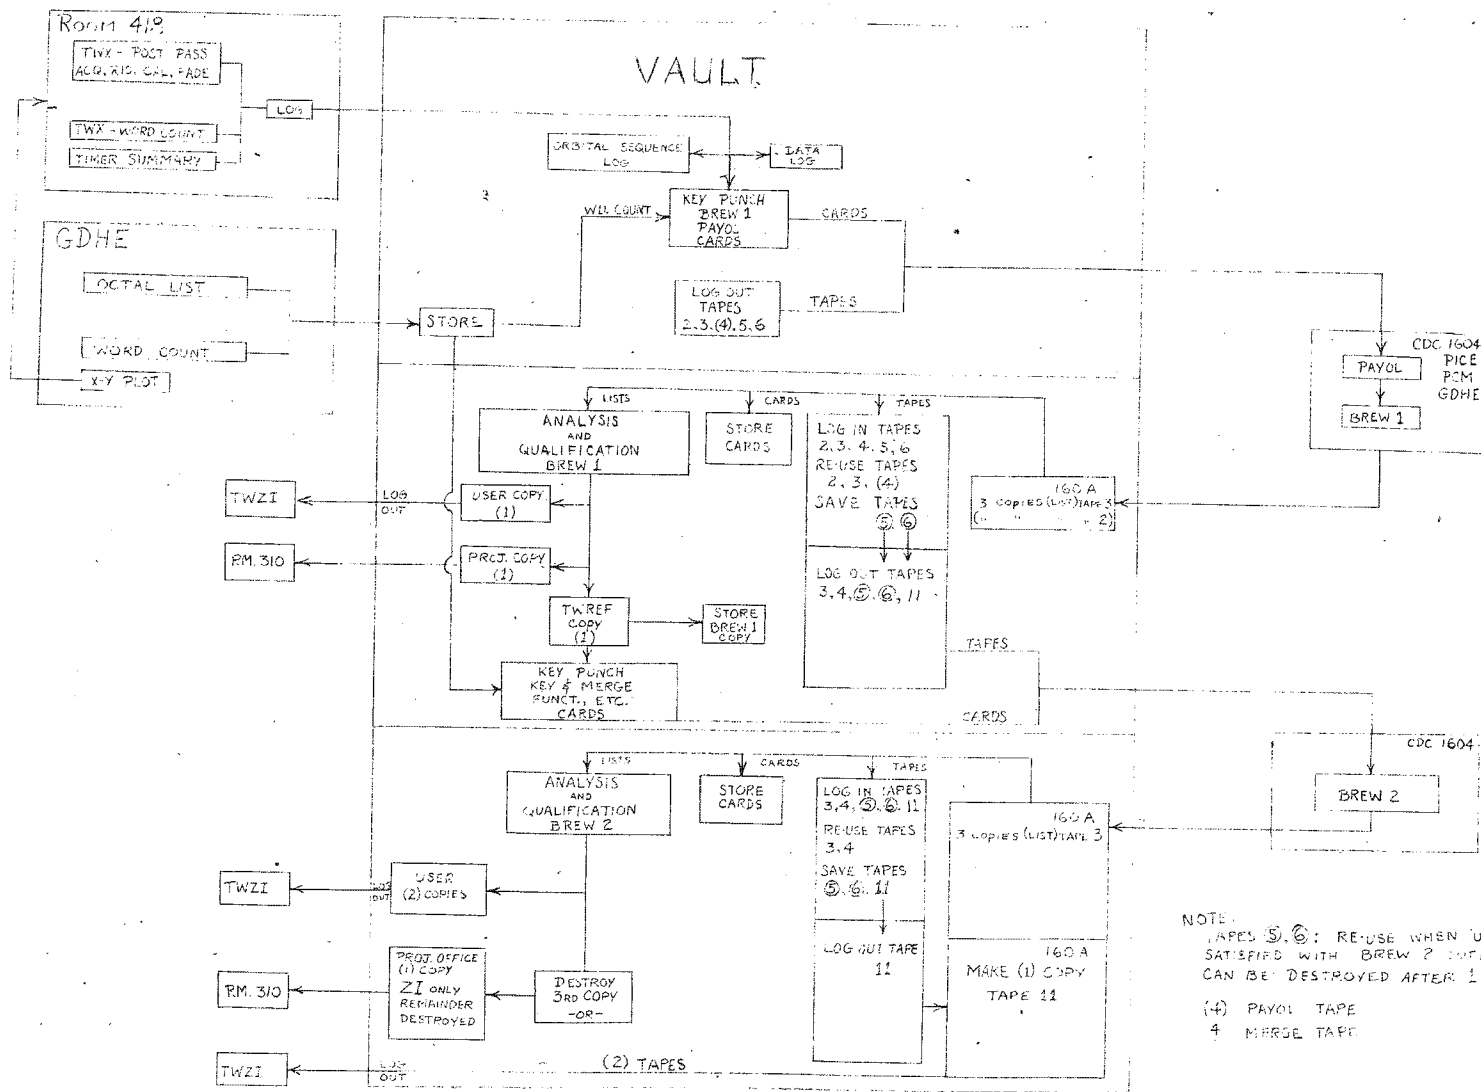 Room 418
TWX - POST PASS
ACQ, RIS, CAL, FADE
TWX - WORD COUNT
TIMER SUMMARY
LOG
VAULT
ORBITAL SEQUENCE
LOG
DATA
LOG
KEY PUNCH
BREW 1
PAYOL
CARDS
WD. COUNT
CARDS
GDHE
OCTAL LIST
WORD COUNT
X-Y PLOT
STORE
LOG OUT
TAPES
2,3,(4),5,6
TAPES
CDC 1604
PICE
PCM
GDHE
PAYOL
BREW 1
LISTS
CARDS
TAPES
ANALYSIS
AND
QUALIFICATION
BREW 1
STORE
CARDS
LOG IN TAPES
2,3,4,5,6
RE-USE TAPES
2,3,(4)
SAVE TAPES
⑤,⑥
160 A
3 COPIES (LIST) TAPE 3
( " " " " 2)
TWZI
LOG
OUT
USER COPY
(1)
RM. 310
PROJ. COPY
(1)
LOG OUT TAPES
3,4,⑤,⑥,11
TWREF
COPY
(1)
STORE
BREW 1
COPY
TAPES
KEY PUNCH
KEY & MERGE
FUNCT., ETC.
CARDS
CARDS
LISTS
CARDS
TAPES
ANALYSIS
AND
QUALIFICATION
BREW 2
STORE
CARDS
LOG IN TAPES
3,4,⑤,⑥,11
RE-USE TAPES
3,4
SAVE TAPES
⑤,⑥,11
160 A
3 COPIES (LIST) TAPE 3
CDC 1604
BREW 2
TWZI
LOG
OUT
USER
(2) COPIES
LOG OUT TAPE
11
160 A
MAKE (1) COPY
TAPE 11
RM. 310
PROJ. OFFICE
(1) COPY
ZI ONLY
REMAINDER
DESTROYED
DESTROY
3RD COPY
-OR-
TWZI
LOG
OUT
(2) TAPES
NOTE:
TAPES ⑤,⑥: RE-USE WHEN
SATISFIED WITH BREW 2
CAN BE DESTROYED AFTER 1
(4) PAYOL TAPE
4 MERGE TAPE